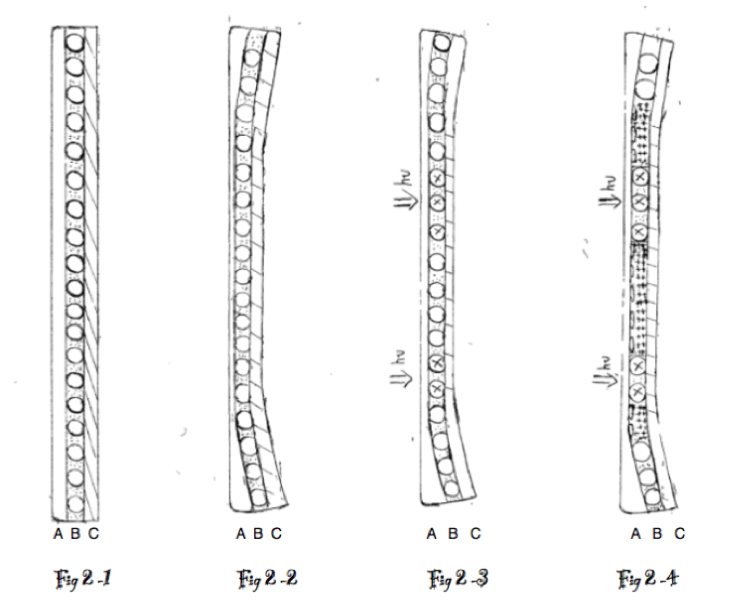 hν
hν
hν
hν
A B C
A B C
A B C
A B C
Fig 2-1
Fig 2-2
Fig 2-3
Fig 2-4